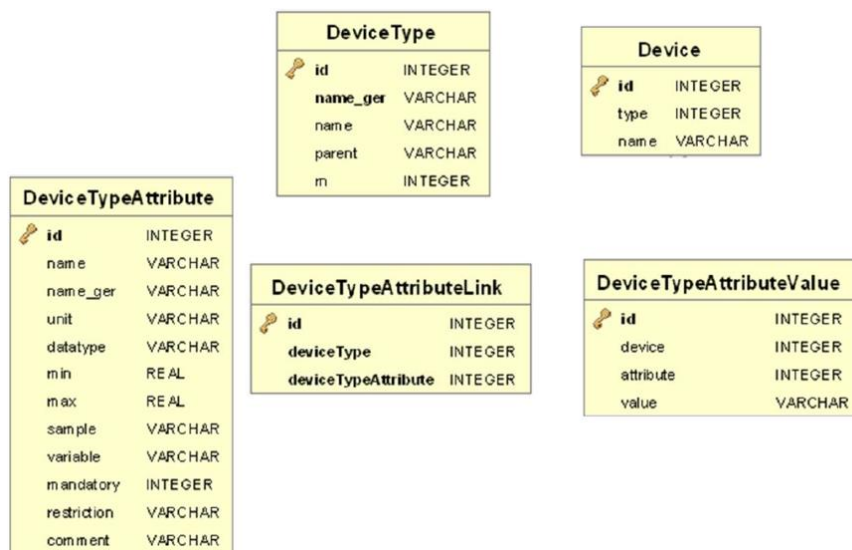 DeviceType
id INTEGER
name_ger VARCHAR
name VARCHAR
parent VARCHAR
rn INTEGER
Device
id INTEGER
type INTEGER
name VARCHAR
DeviceTypeAttribute
id INTEGER
name VARCHAR
name_ger VARCHAR
unit VARCHAR
datatype VARCHAR
min REAL
max REAL
sample VARCHAR
variable VARCHAR
mandatory INTEGER
restriction VARCHAR
comment VARCHAR
DeviceTypeAttributeLink
id INTEGER
deviceType INTEGER
deviceTypeAttribute INTEGER
DeviceTypeAttributeValue
id INTEGER
device INTEGER
attribute INTEGER
value VARCHAR